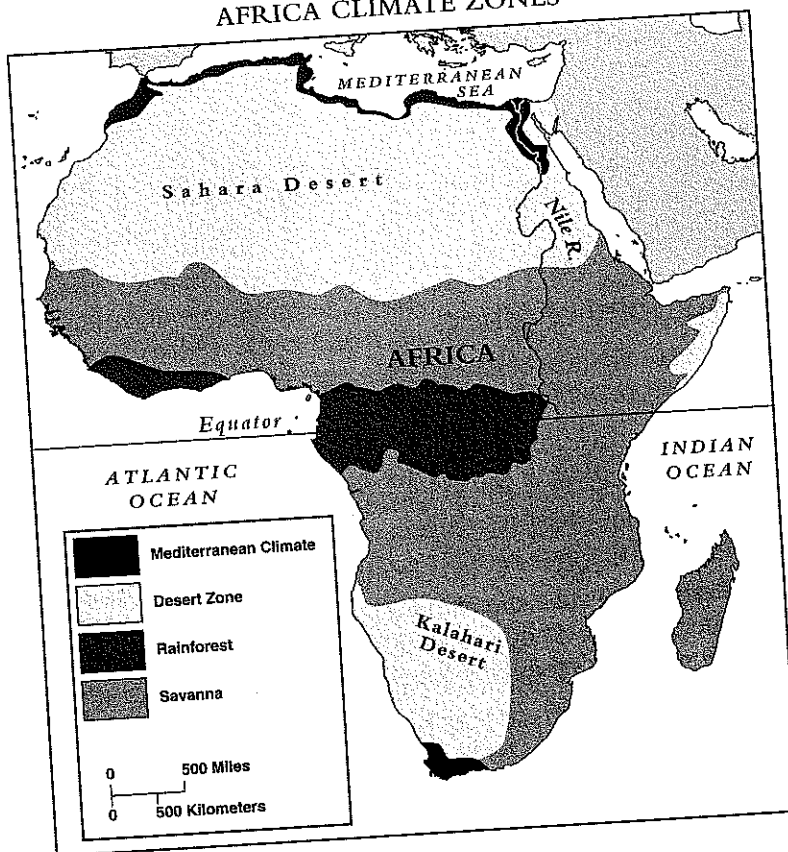 AFRICA CLIMATE ZONES
MEDITERRANEAN
SEA
Sahara Desert
Nile R.
AFRICA
Equator
ATLANTIC
OCEAN
INDIAN
OCEAN
Kalahari
Desert
Mediterranean Climate
Desert Zone
Rainforest
Savanna
0 500 Miles
0 500 Kilometers